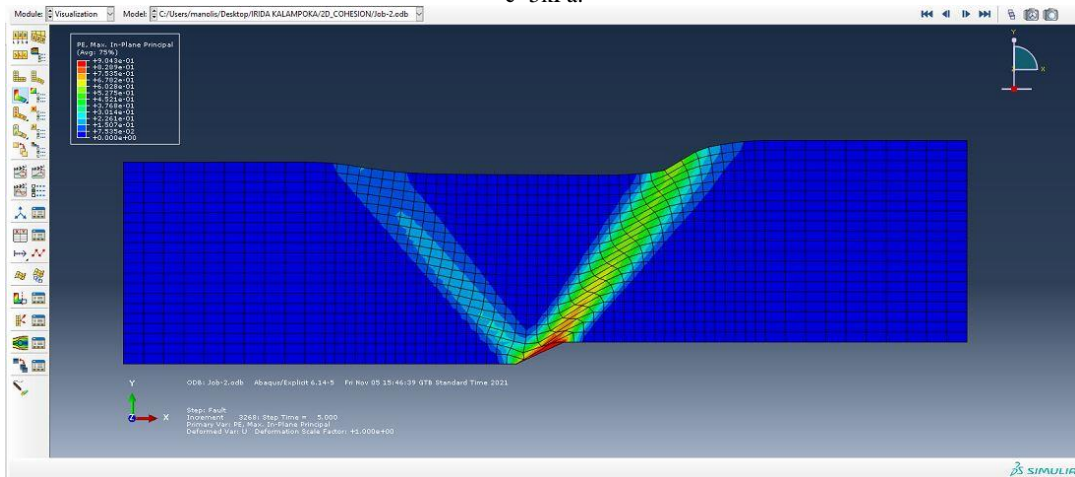 c=5kPa.
Module: Visualization Model: C:/Users/manolis/Desktop/IRIDA KALAMPOKA/2D_COHESION/Job-2.odb
PE, Max. In-Plane Principal
(Avg: 75%)
+9.043e-01
+8.289e-01
+7.535e-01
+6.782e-01
+6.028e-01
+5.275e-01
+4.521e-01
+3.768e-01
+3.014e-01
+2.261e-01
+1.507e-01
+7.535e-02
+0.000e+00
Y
X
Y
Z X
ODB: Job-2.odb Abaqus/Explicit 6.14-5 Fri Nov 05 15:46:39 GTB Standard Time 2021
Step: Fault
Increment 3268: Step Time = 5.000
Primary Var: PE, Max. In-Plane Principal
Deformed Var: U Deformation Scale Factor: +1.000e+00
SIMULIA